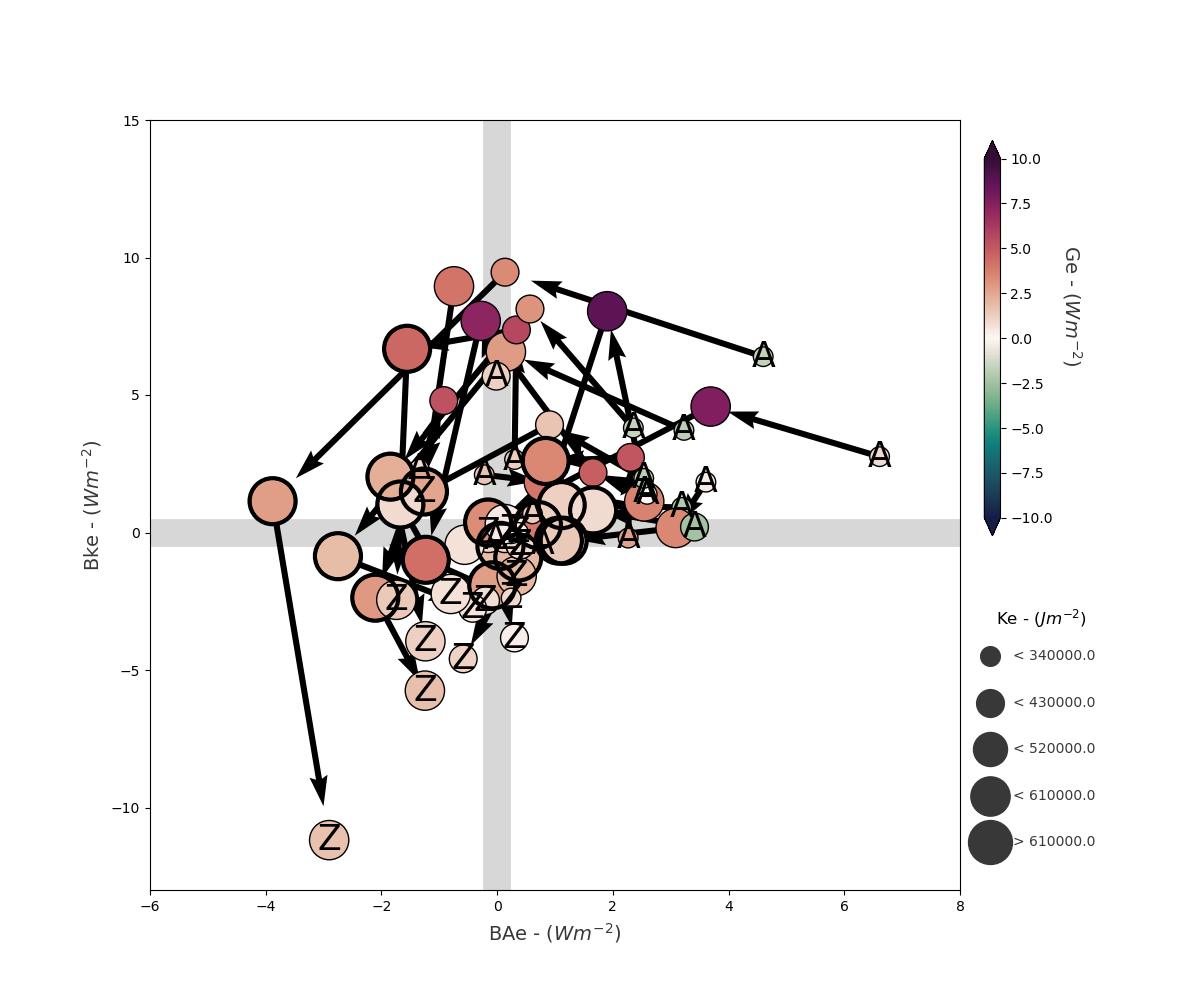 15
10
5
0
−5
−10
−6
−4
−2
0
2
4
6
8
BAe - (Wm⁻²)
Bke - (Wm⁻²)
10.0
7.5
5.0
2.5
0.0
−2.5
−5.0
−7.5
−10.0
Ge - (Wm⁻²)
Ke - (Jm⁻²)
< 340000.0
< 430000.0
< 520000.0
< 610000.0
> 610000.0
A
A
A
A
A
A
Z
Z
Z
Z
Z
Z
Z